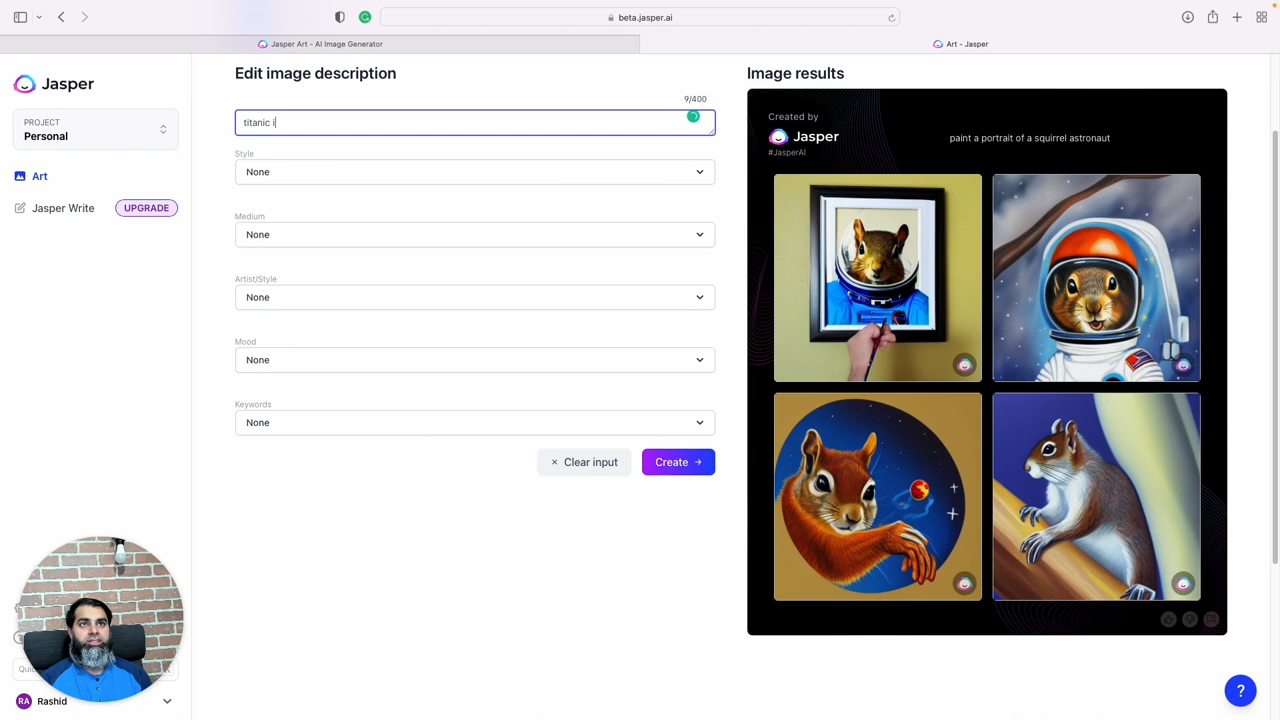 beta.jasper.ai
Jasper Art - AI Image Generator
Art - Jasper
Jasper
PROJECT
Personal
Art
Jasper Write
UPGRADE
RA
Rashid
Edit image description
9/400
titanic i
Style
None
Medium
None
Artist/Style
None
Mood
None
Keywords
None
× Clear input
Create →
Image results
Created by
Jasper
#JasperAI
paint a portrait of a squirrel astronaut
?